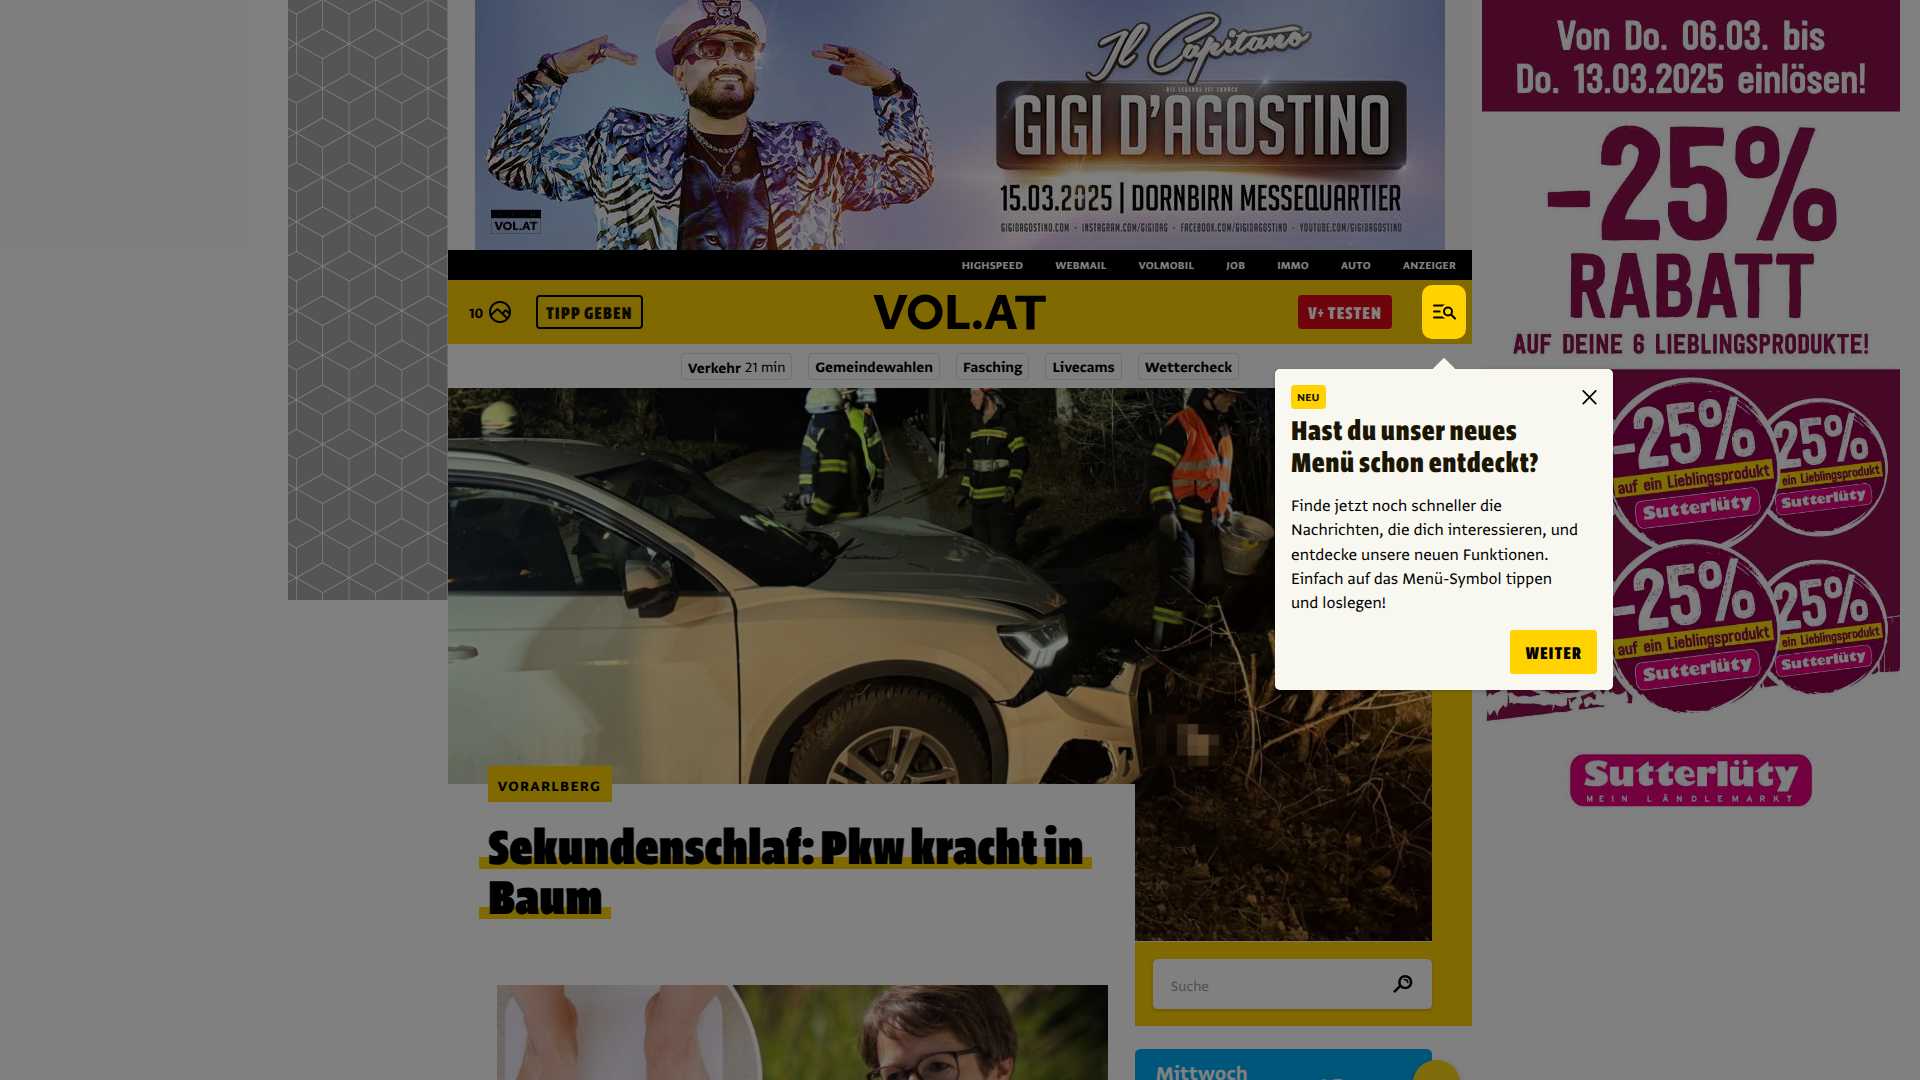 Il Capitano
DIE LEGENDE IST ZURÜCK
GIGI D'AGOSTINO
15.03.2025 | DORNBIRN MESSEQUARTIER
GIGIDAGOSTINO.COM · INSTAGRAM.COM/GIGIDAG · FACEBOOK.COM/GIGIDAGOSTINO · YOUTUBE.COM/GIGIDAGOSTINO
VOL.AT
Von Do. 06.03. bis
Do. 13.03.2025 einlösen!
-25%
RABATT
AUF DEINE 6 LIEBLINGSPRODUKTE!
HIGHSPEED WEBMAIL VOLMOBIL JOB IMMO AUTO ANZEIGER
10 TIPP GEBEN VOL.AT V+ TESTEN
Verkehr 21 min Gemeindewahlen Fasching Livecams Wettercheck
NEU
Hast du unser neues
Menü schon entdeckt?
Finde jetzt noch schneller die
Nachrichten, die dich interessieren, und
entdecke unsere neuen Funktionen.
Einfach auf das Menü-Symbol tippen
und loslegen!
WEITER
-25%
auf ein Lieblingsprodukt
Sutterlüty
25%
ein Lieblingsprodukt
Sutterlüty
-25%
auf ein Lieblingsprodukt
Sutterlüty
25%
ein Lieblingsprodukt
Sutterlüty
Sutterlüty
MEIN LÄNDLEMARKT
VORARLBERG
Sekundenschlaf: Pkw kracht in
Baum
Suche
Mittwoch